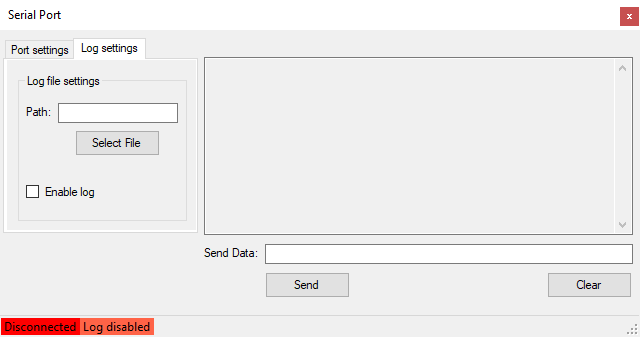 Serial Port
x
Port settings
Log settings
Log file settings
Path:
Select File
Enable log
Send Data:
Send
Clear
Disconnected
Log disabled